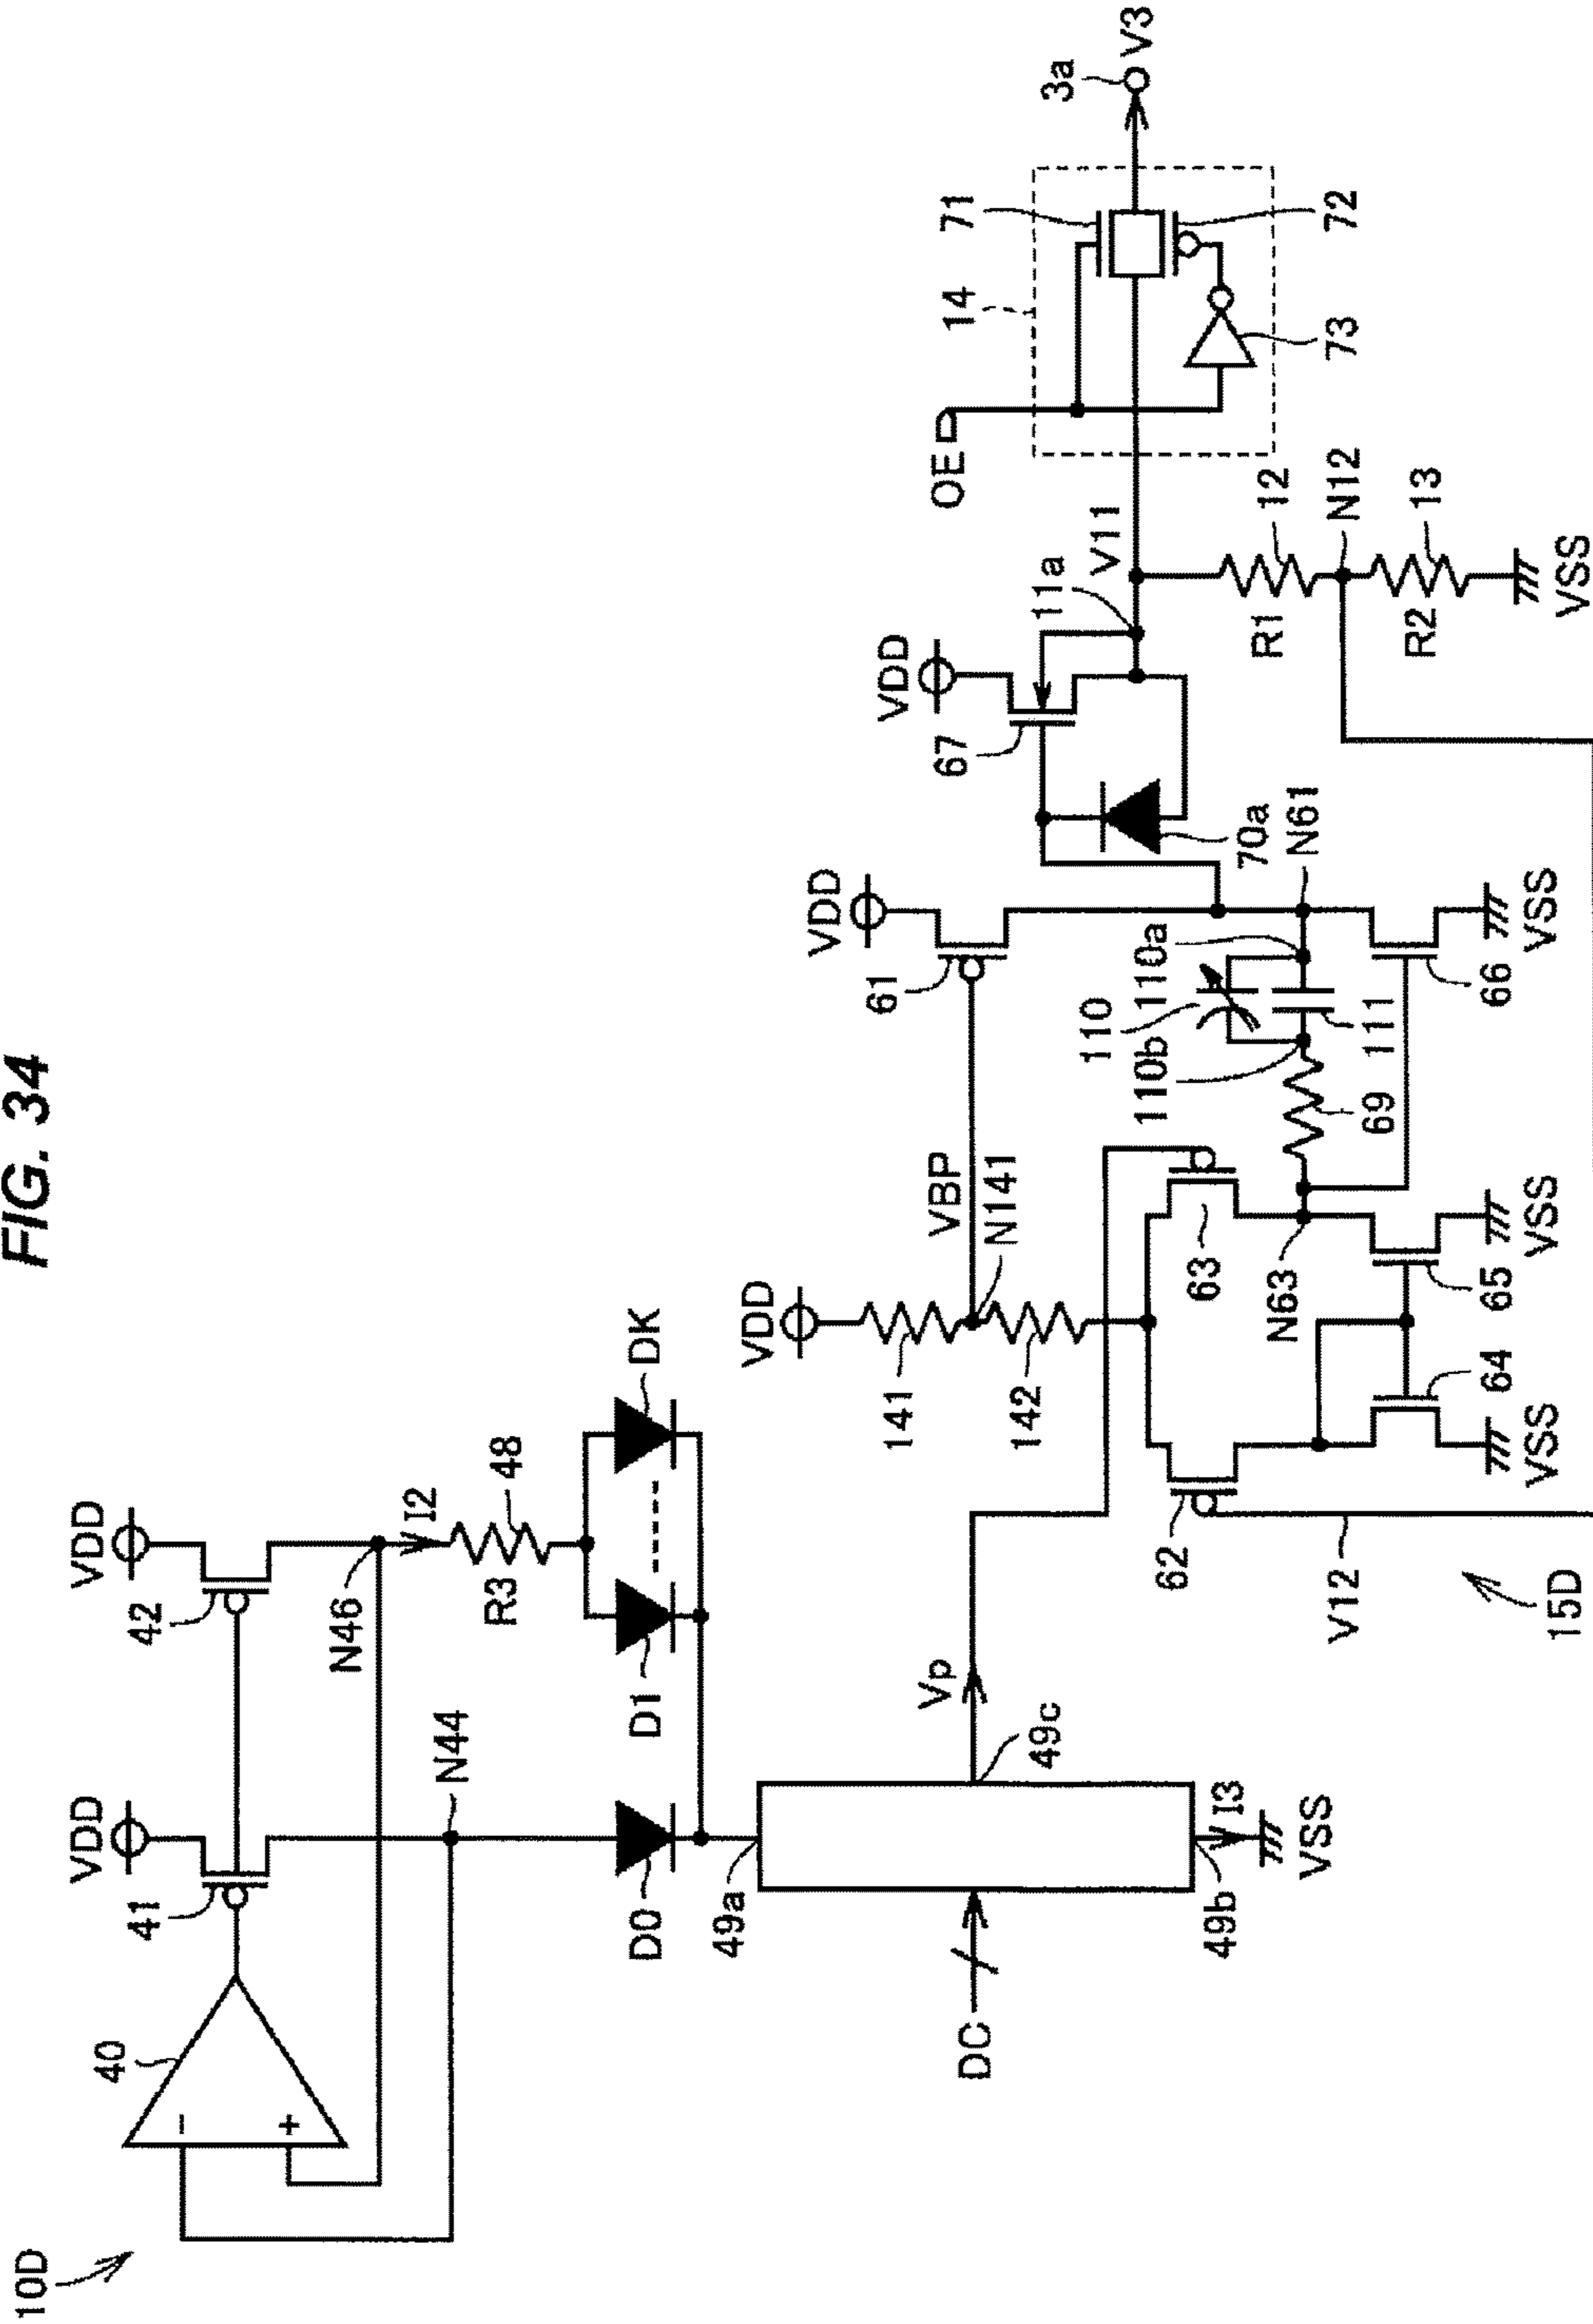 FIG. 34
10D
40
-
+
VDD
41
VDD
42
N46
I2
N44
R3
48
D0
D1
DK
49a
DC
49b
I3
VSS
49c
Vp
VDD
141
142
VBP
N141
62
63
N63
64
VSS
65
VSS
V12
15D
VDD
61
110
110a
110b
111
69
N61
66
VSS
VDD
67
70a
11a
V11
R1
12
N12
R2
13
VSS
OE
14
71
72
73
3a
V3